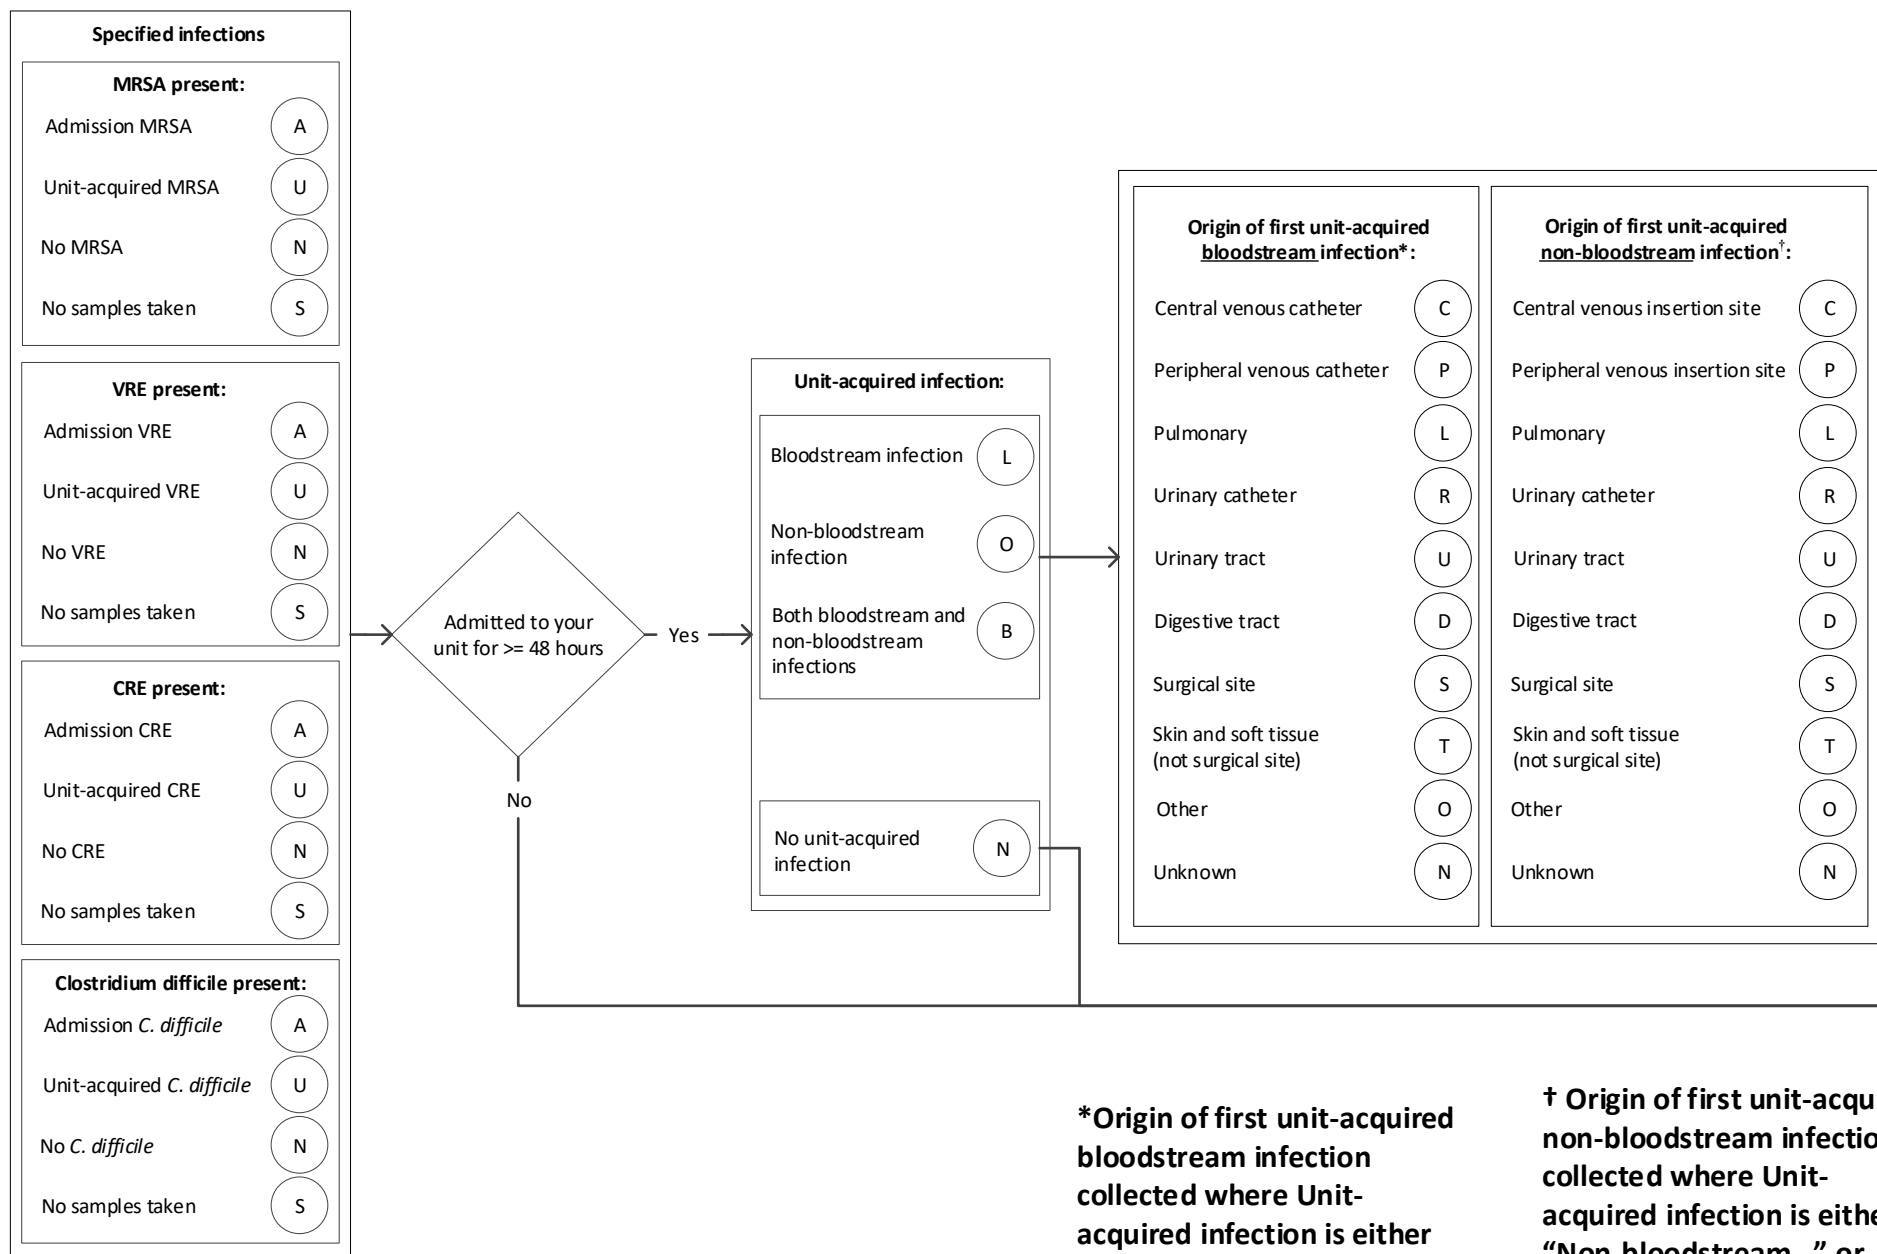 Specified infections
MRSA present:
Admission MRSA A
Unit-acquired MRSA U
No MRSA N
No samples taken S
VRE present:
Admission VRE A
Unit-acquired VRE U
No VRE N
No samples taken S
CRE present:
Admission CRE A
Unit-acquired CRE U
No CRE N
No samples taken S
Clostridium difficile present:
Admission C. difficile A
Unit-acquired C. difficile U
No C. difficile N
No samples taken S
Admitted to your
unit for >= 48 hours
Yes
No
Unit-acquired infection:
Bloodstream infection L
Non-bloodstream
infection O
Both bloodstream and
non-bloodstream
infections B
No unit-acquired
infection N
Origin of first unit-acquired
bloodstream infection*:
Central venous catheter C
Peripheral venous catheter P
Pulmonary L
Urinary catheter R
Urinary tract U
Digestive tract D
Surgical site S
Skin and soft tissue
(not surgical site) T
Other O
Unknown N
Origin of first unit-acquired
non-bloodstream infection†:
Central venous insertion site C
Peripheral venous insertion site P
Pulmonary L
Urinary catheter R
Urinary tract U
Digestive tract D
Surgical site S
Skin and soft tissue
(not surgical site) T
Other O
Unknown N
*Origin of first unit-acquired
bloodstream infection
collected where Unit-
acquired infection is either
† Origin of first unit-acqu
non-bloodstream infectio
collected where Unit-
acquired infection is eithe